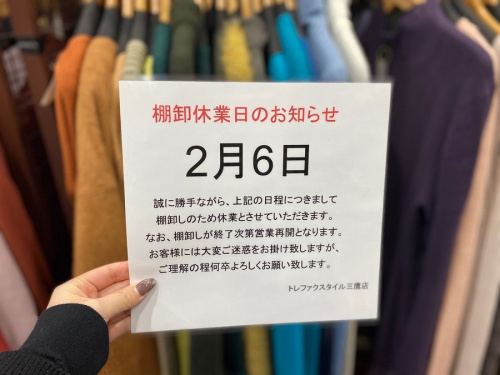 棚卸休業日のお知らせ
2月6日
誠に勝手ながら、上記の日程につきまして
棚卸しのため休業とさせていただきます。
なお、棚卸しが終了次第営業再開となります。
お客様には大変ご迷惑をお掛け致しますが、
ご理解の程何卒よろしくお願い致します。
トレファクスタイル三鷹店